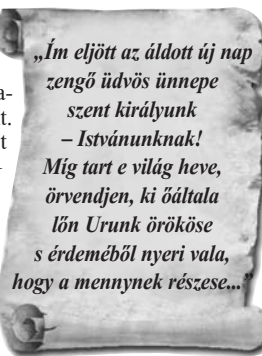 „Ím eljött az áldott új nap
zengő üdvös ünnepe
szent királyunk
– Istvánunknak!
Míg tart e világ heve,
örvendjen, ki őáltala
lőn Urunk örököse
s érdeméből nyeri vala,
hogy a mennynek részese...”
a-
t.
t
-